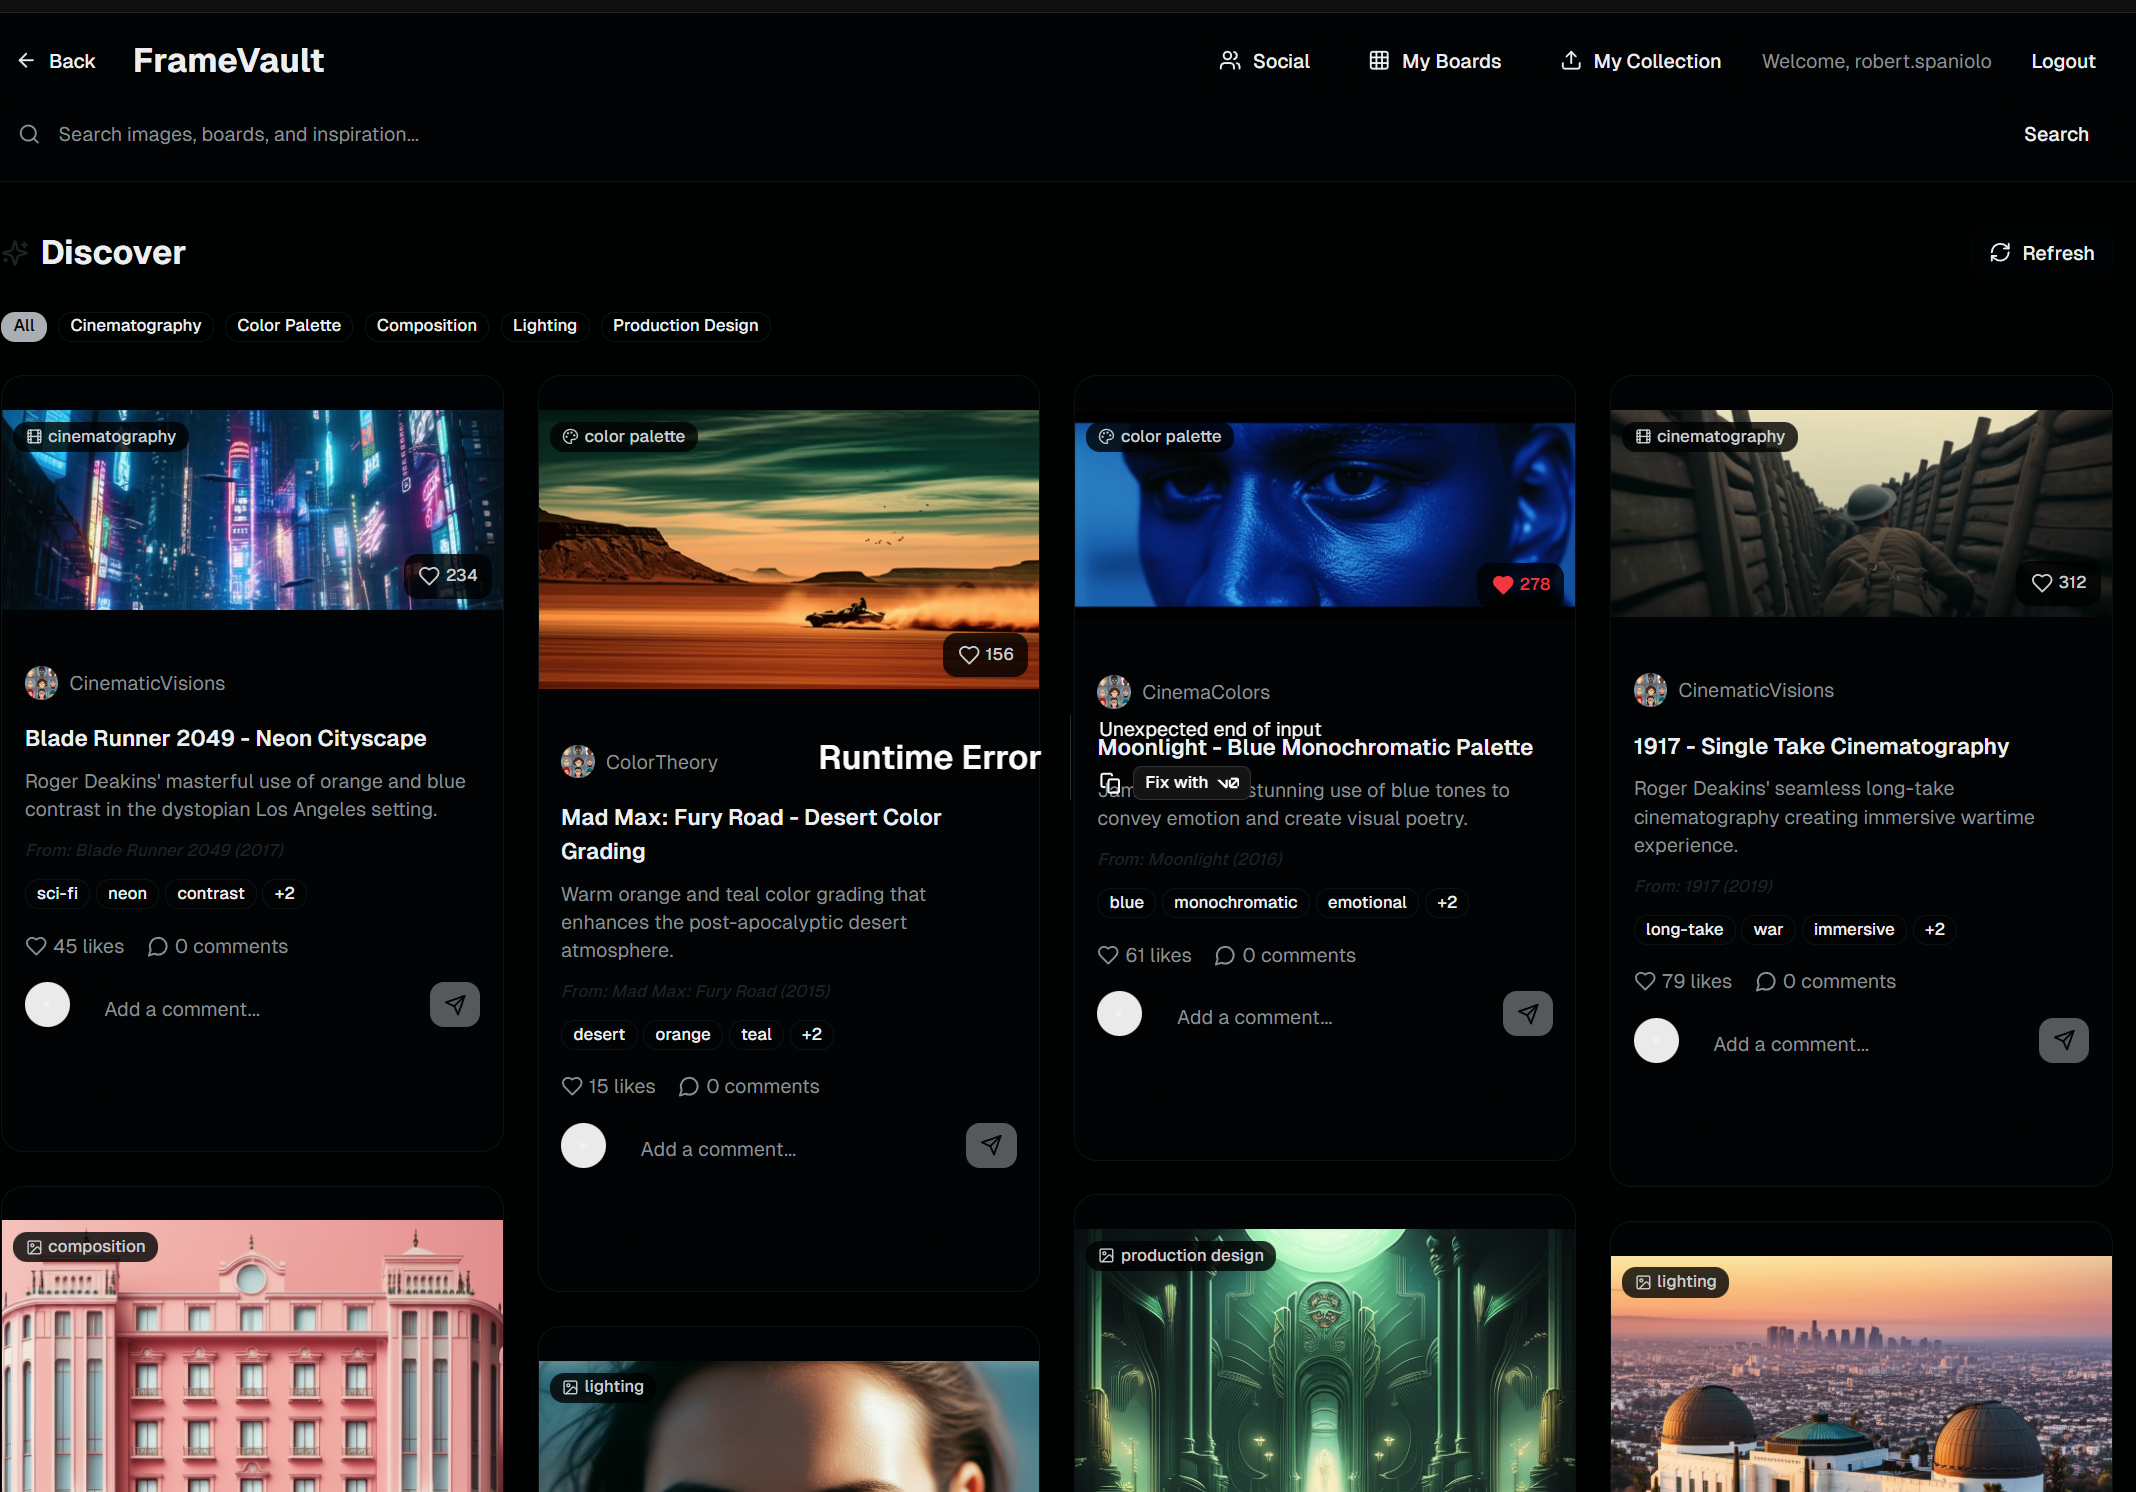 Back
FrameVault
Social
My Boards
My Collection
Welcome, robert.spaniolo
Logout
Search images, boards, and inspiration...
Search
Discover
Refresh
All
Cinematography
Color Palette
Composition
Lighting
Production Design
cinematography
234
CinematicVisions
Blade Runner 2049 - Neon Cityscape
Roger Deakins' masterful use of orange and blue
contrast in the dystopian Los Angeles setting.
From: Blade Runner 2049 (2017)
sci-fi
neon
contrast
+2
45 likes
0 comments
Add a comment...
color palette
156
ColorTheory
Runtime Error
Mad Max: Fury Road - Desert Color
Grading
Warm orange and teal color grading that
enhances the post-apocalyptic desert
atmosphere.
From: Mad Max: Fury Road (2015)
desert
orange
teal
+2
15 likes
0 comments
Add a comment...
color palette
278
CinemaColors
Unexpected end of input
Moonlight - Blue Monochromatic Palette
Fix with v0
stunning use of blue tones to
convey emotion and create visual poetry.
From: Moonlight (2016)
blue
monochromatic
emotional
+2
61 likes
0 comments
Add a comment...
cinematography
312
CinematicVisions
1917 - Single Take Cinematography
Roger Deakins' seamless long-take
cinematography creating immersive wartime
experience.
From: 1917 (2019)
long-take
war
immersive
+2
79 likes
0 comments
Add a comment...
composition
lighting
production design
lighting